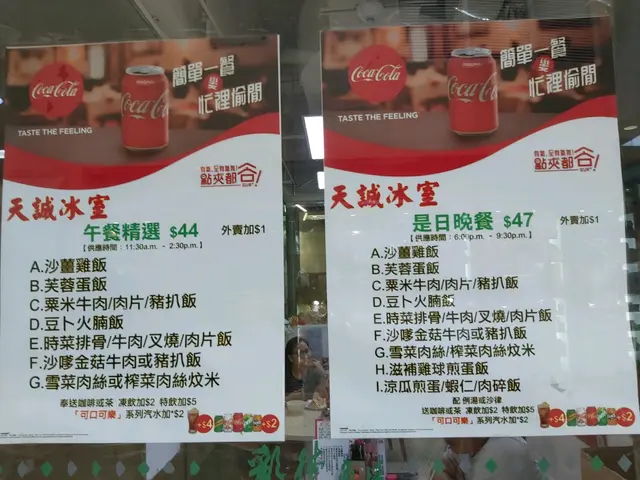 Coca-Cola
Coca-Cola
TASTE THE FEELING
簡單一餐
樂
忙裡偷閒
點夾都啱!
天誠冰室
午餐精選 $44
外賣加$1
【供應時間:11:30a.m. - 2:30p.m.】
A.沙薑雞飯
B.芙蓉蛋飯
C.粟米牛肉/肉片/豬扒飯
D.豆卜火腩飯
E.時菜排骨/牛肉/叉燒/肉片飯
F.沙嗲金菇牛肉或豬扒飯
G.雪菜肉絲或榨菜肉絲炆米
奉送咖啡或茶 凍飲加$2 特飲加$5
「可口可樂」系列汽水加*$2
+$4
+$2
Coca-Cola
Coca-Cola
TASTE THE FEELING
簡單一餐
樂
忙裡偷閒
點夾都啱!
天誠冰室
是日晚餐 $47
外賣加$1
【供應時間:6:00p.m. - 9:30p.m.】
A.沙薑雞飯
B.芙蓉蛋飯
C.粟米牛肉/肉片/豬扒飯
D.豆卜火腩飯
E.時菜排骨/牛肉/叉燒/肉片飯
F.沙嗲金菇牛肉或豬扒飯
G.雪菜肉絲/榨菜肉絲炆米
H.滋補雞球煎蛋飯
I.涼瓜煎蛋/蝦仁/肉碎飯
配 例湯或沙律
送咖啡或茶 凍飲加$2 特飲加$5
「可口可樂」系列汽水加*$2
+$4
+$2